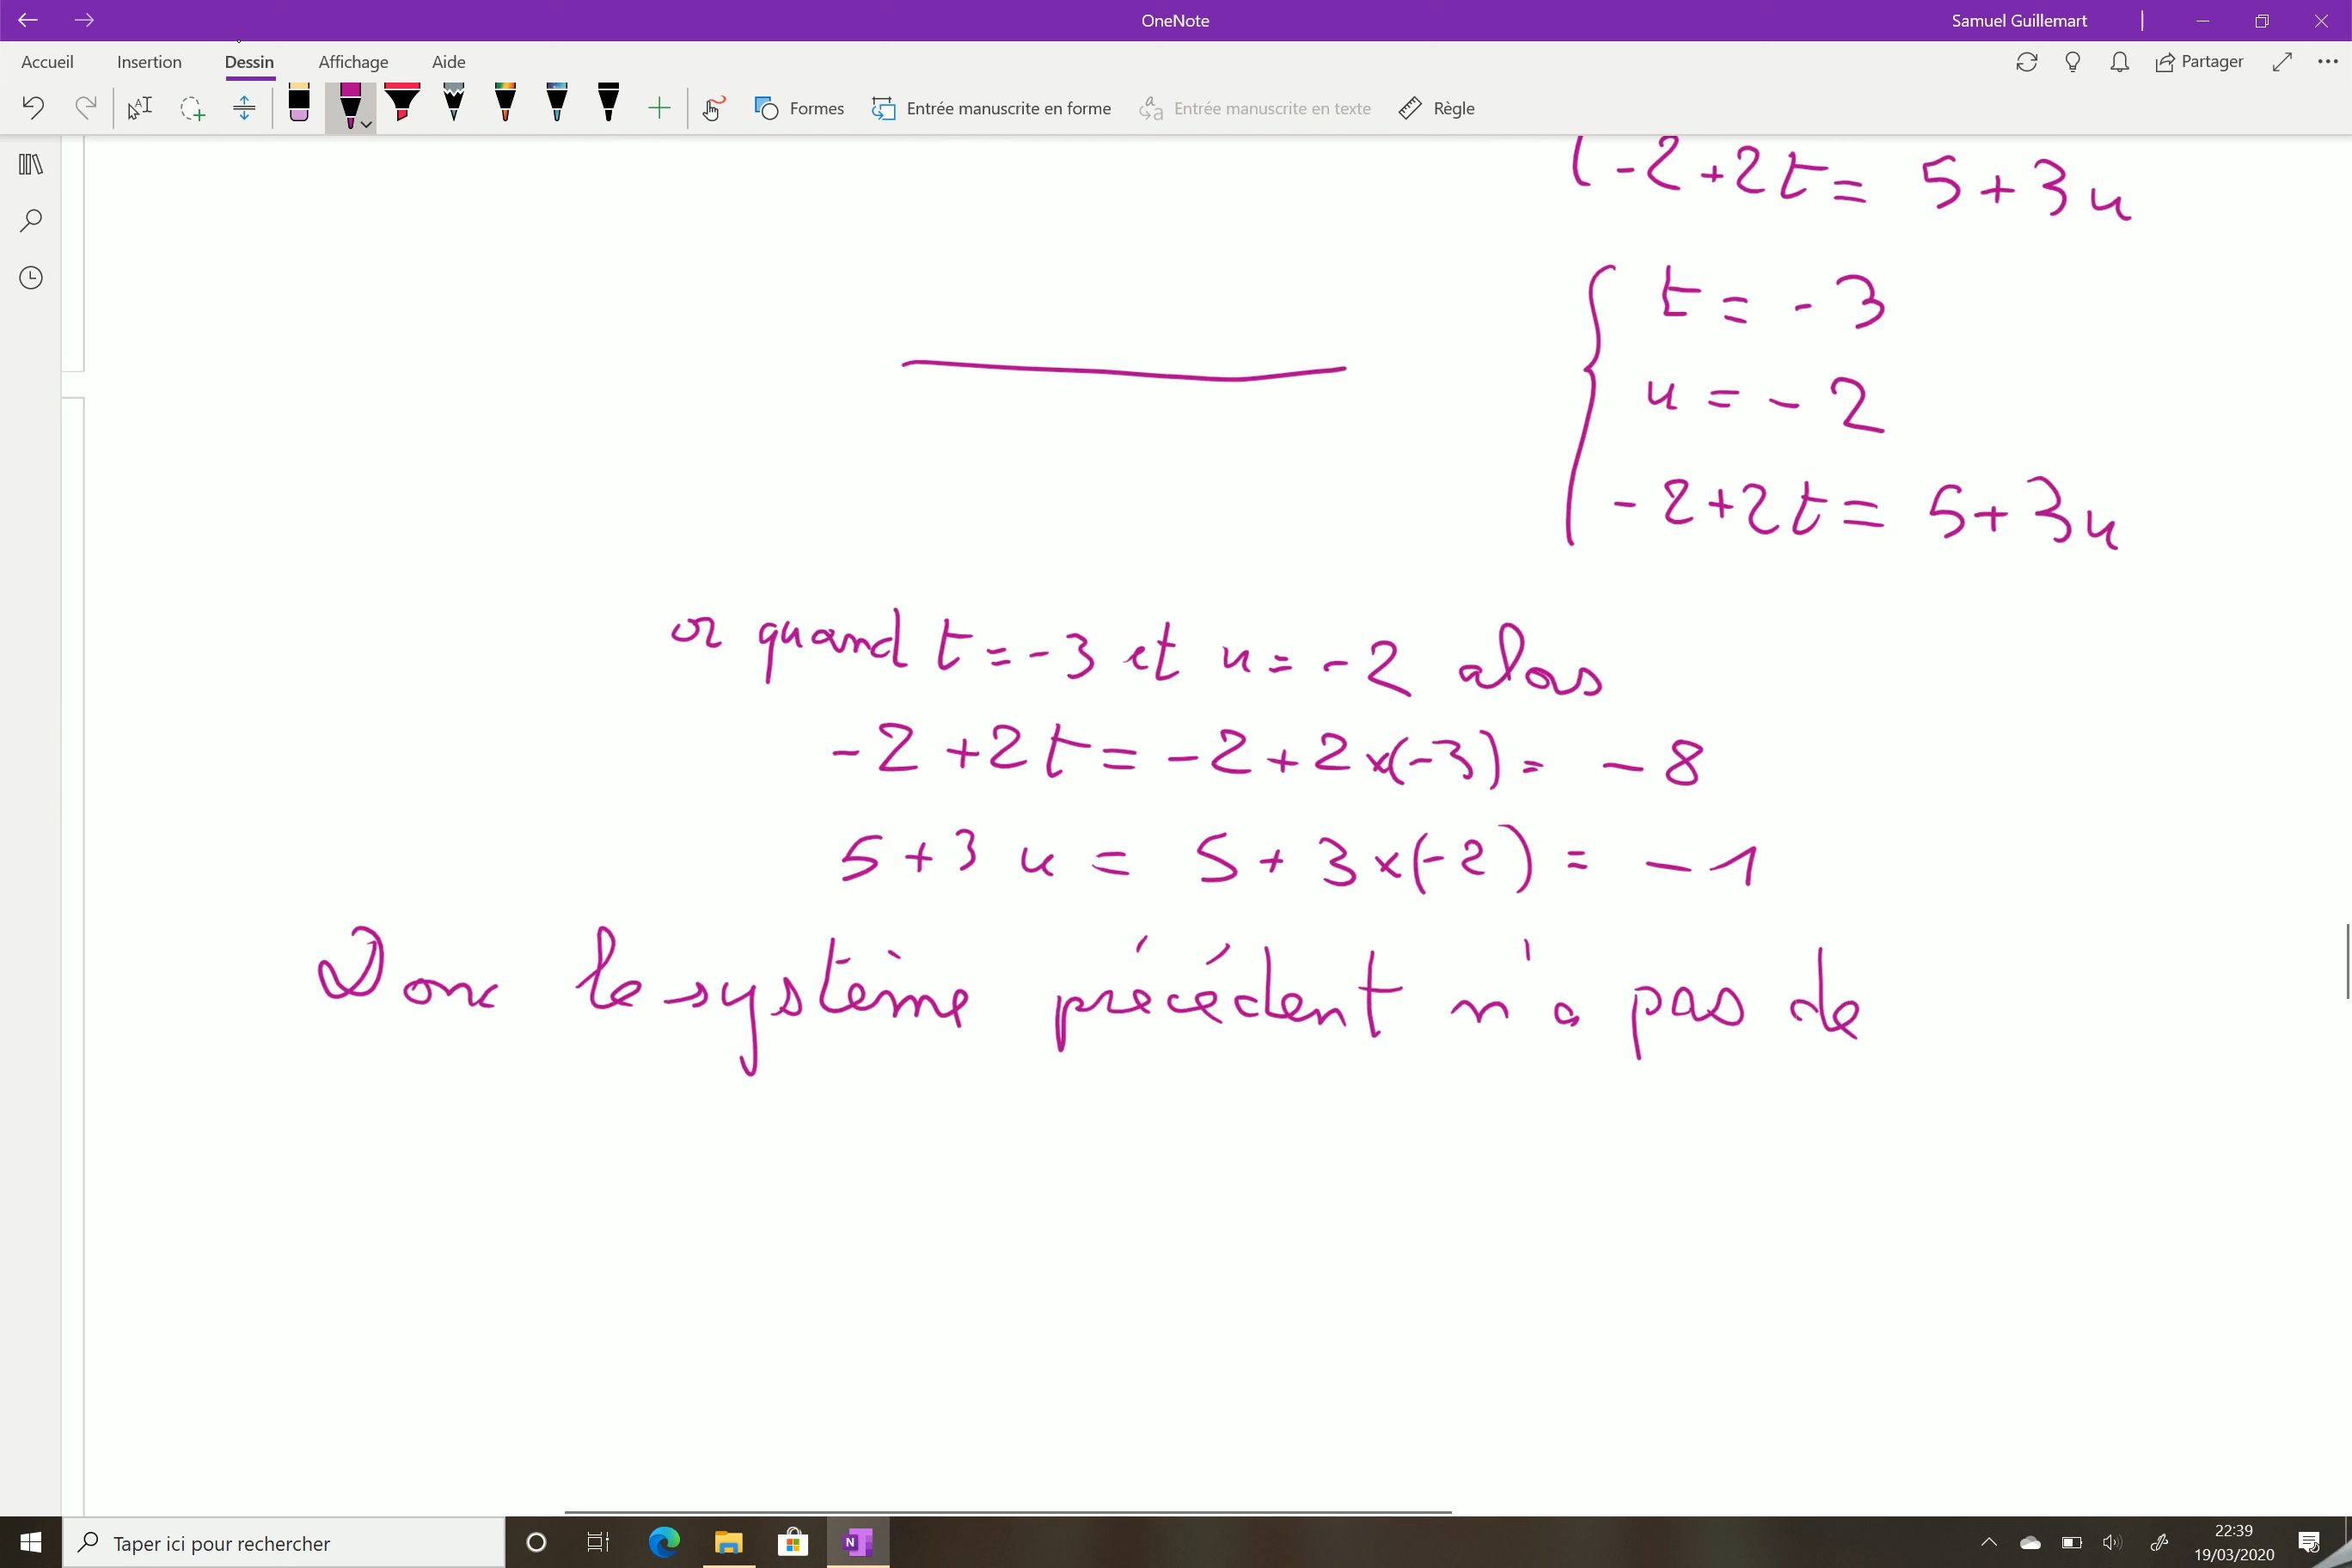 OneNote
Samuel Guillemart
Accueil Insertion Dessin Affichage Aide
Partager
Formes Entrée manuscrite en forme Entrée manuscrite en texte Règle
-2+2t= 5+3u
t= -3
u = -2
-2+2t= 5+3u
or quand t=-3 et u=-2 alors
-2+2t=-2+2×(-3)= -8
5+3u = 5+3×(-2) = -1
Donc le système précédent n'a pas de
Taper ici pour rechercher
22:39
19/03/2020